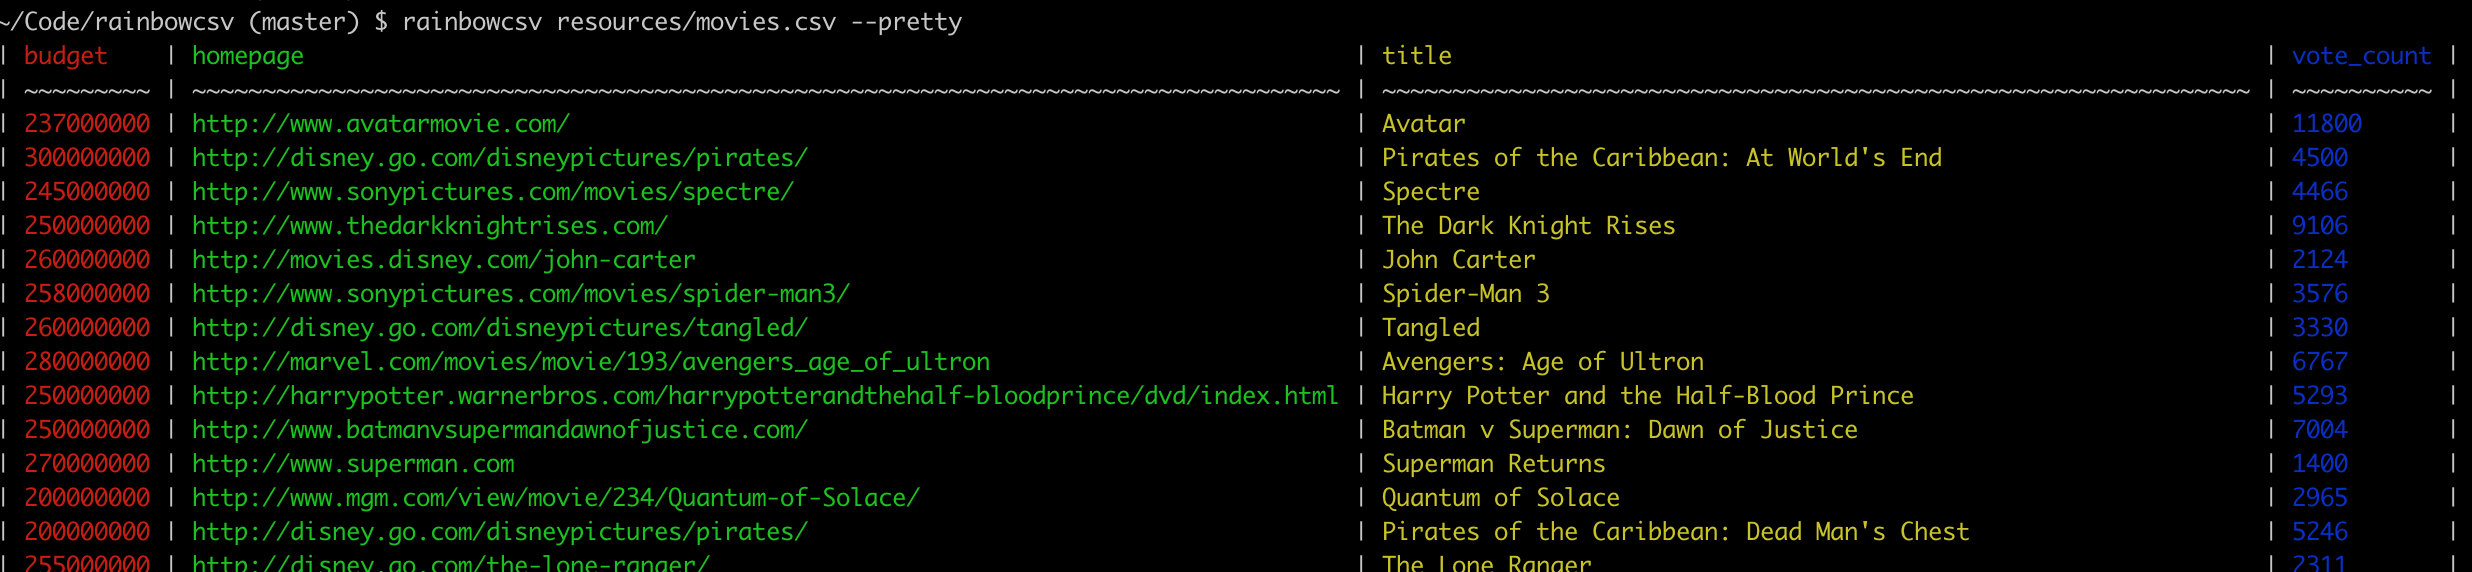 ~/Code/rainbowcsv (master) $ rainbowcsv resources/movies.csv --pretty
| budget    | homepage                                                                           | title                                                          | vote_count |
| ~~~~~~~~~ | ~~~~~~~~~~~~~~~~~~~~~~~~~~~~~~~~~~~~~~~~~~~~~~~~~~~~~~~~~~~~~~~~~~~~~~~~~~~~~~~~~~ | ~~~~~~~~~~~~~~~~~~~~~~~~~~~~~~~~~~~~~~~~~~~~~~~~~~~~~~~~~~~~~~ | ~~~~~~~~~~ |
| 237000000 | http://www.avatarmovie.com/                                                        | Avatar                                                         | 11800      |
| 300000000 | http://disney.go.com/disneypictures/pirates/                                       | Pirates of the Caribbean: At World's End                       | 4500       |
| 245000000 | http://www.sonypictures.com/movies/spectre/                                        | Spectre                                                        | 4466       |
| 250000000 | http://www.thedarkknightrises.com/                                                 | The Dark Knight Rises                                          | 9106       |
| 260000000 | http://movies.disney.com/john-carter                                               | John Carter                                                    | 2124       |
| 258000000 | http://www.sonypictures.com/movies/spider-man3/                                    | Spider-Man 3                                                   | 3576       |
| 260000000 | http://disney.go.com/disneypictures/tangled/                                       | Tangled                                                        | 3330       |
| 280000000 | http://marvel.com/movies/movie/193/avengers_age_of_ultron                          | Avengers: Age of Ultron                                        | 6767       |
| 250000000 | http://harrypotter.warnerbros.com/harrypotterandthehalf-bloodprince/dvd/index.html | Harry Potter and the Half-Blood Prince                         | 5293       |
| 250000000 | http://www.batmanvsupermandawnofjustice.com/                                       | Batman v Superman: Dawn of Justice                             | 7004       |
| 270000000 | http://www.superman.com                                                            | Superman Returns                                               | 1400       |
| 200000000 | http://www.mgm.com/view/movie/234/Quantum-of-Solace/                               | Quantum of Solace                                              | 2965       |
| 200000000 | http://disney.go.com/disneypictures/pirates/                                       | Pirates of the Caribbean: Dead Man's Chest                     | 5246       |
| 255000000 | http://disney.go.com/the-lone-ranger/                                              | The Lone Ranger                                                | 2311       |